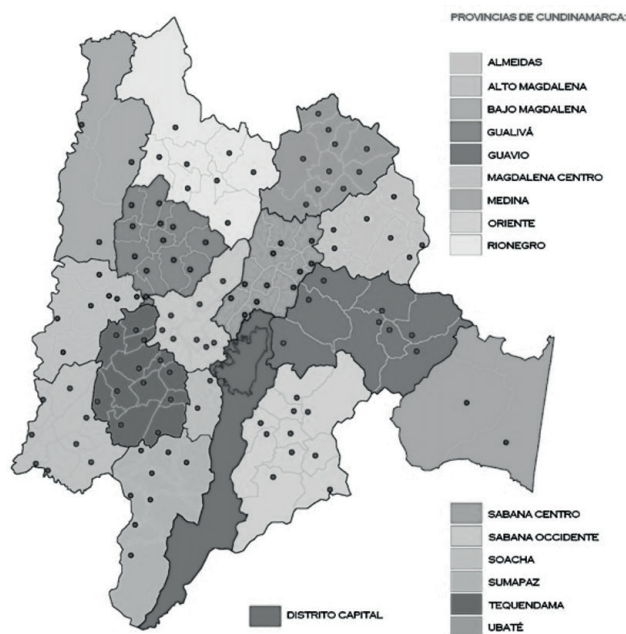 PROVINCIAS DE CUNDINAMARCA:
ALMEIDAS
ALTO MAGDALENA
BAJO MAGDALENA
GUALIVÁ
GUAVIO
MAGDALENA CENTRO
MEDINA
ORIENTE
RIONEGRO
SABANA CENTRO
SABANA OCCIDENTE
SOACHA
SUMAPAZ
TEQUENDAMA
UBATÉ
DISTRITO CAPITAL